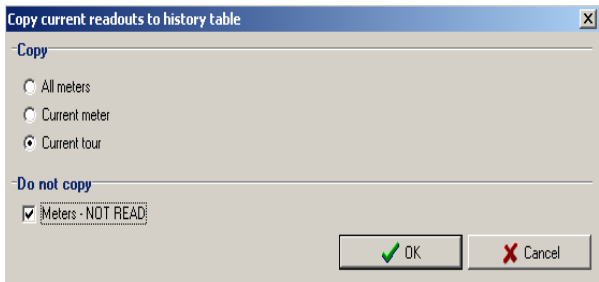 Copy current readouts to history table
Copy
All meters
Current meter
Current tour
Do not copy
Meters - NOT READ
OK
Cancel